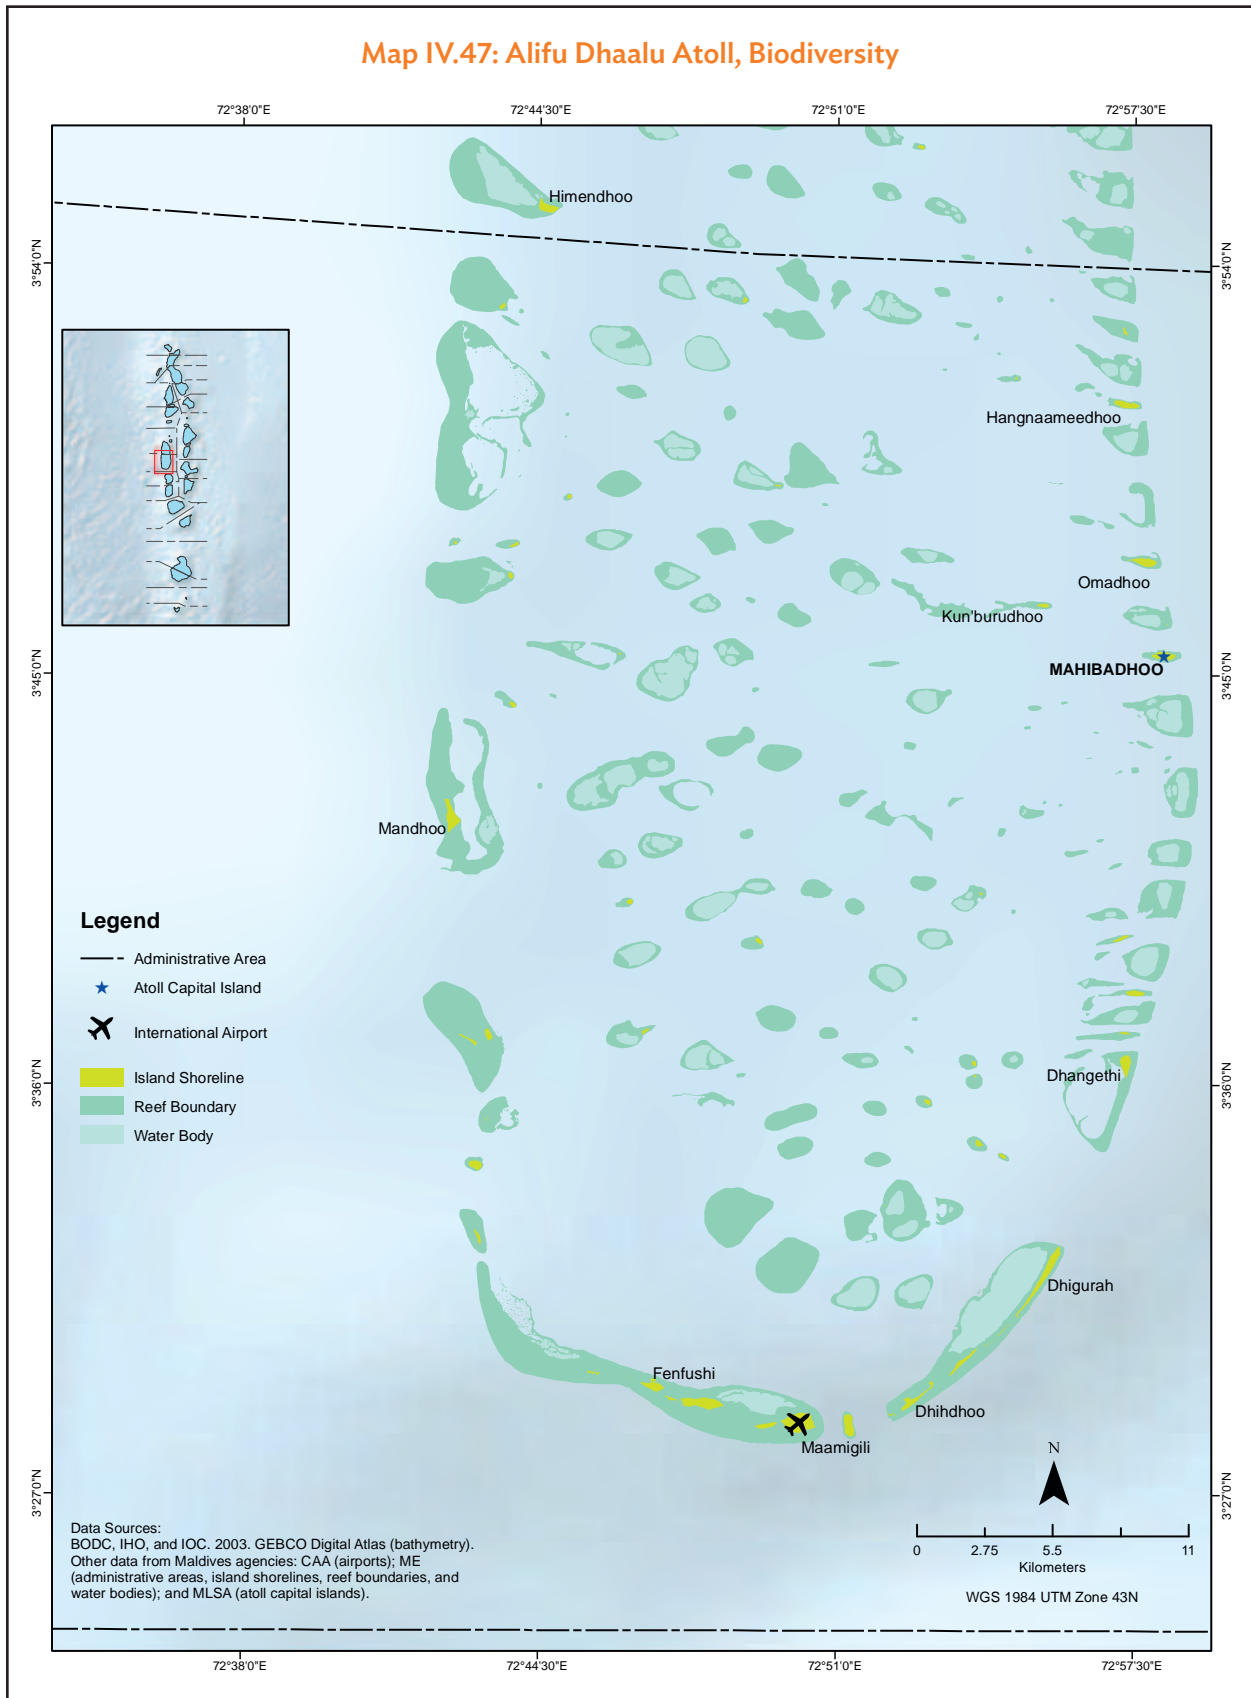 Map IV.47: Alifu Dhaalu Atoll, Biodiversity
72°38'0"E
72°44'30"E
72°51'0"E
72°57'30"E
Himendhoo
3°54'0"N
3°54'0"N
Hangnaameedhoo
Omadhoo
Kun'burudhoo
MAHIBADHOO
3°45'0"N
3°45'0"N
Mandhoo
Legend
Administrative Area
Atoll Capital Island
International Airport
Island Shoreline
Reef Boundary
Water Body
Dhangethi
3°36'0"N
3°36'0"N
Dhigurah
Fenfushi
Dhihdhoo
Maamigili
N
3°27'0"N
3°27'0"N
Data Sources:
BODC, IHO, and IOC. 2003. GEBCO Digital Atlas (bathymetry).
Other data from Maldives agencies: CAA (airports); ME
(administrative areas, island shorelines, reef boundaries, and
water bodies); and MLSA (atoll capital islands).
0 2.75 5.5 11
Kilometers
WGS 1984 UTM Zone 43N
72°38'0"E
72°44'30"E
72°51'0"E
72°57'30"E